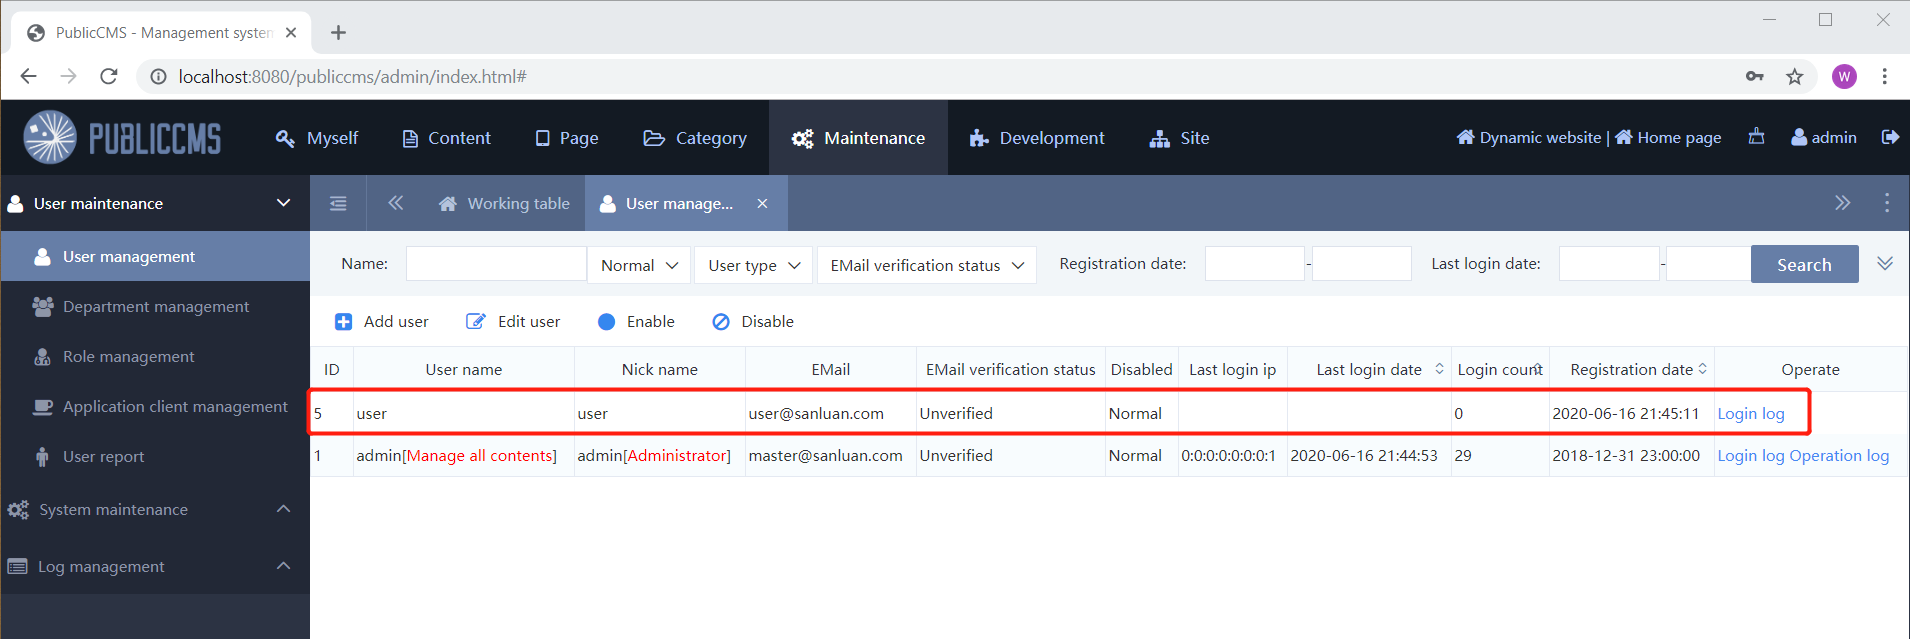 PublicCMS - Management system
localhost:8080/publiccms/admin/index.html#
W
PUBLICCMS
Myself
Content
Page
Category
Maintenance
Development
Site
Dynamic website | Home page
admin
User maintenance
Working table
User manage...
User management
Department management
Role management
Application client management
User report
System maintenance
Log management
Name:
Normal
User type
EMail verification status
Registration date:
-
Last login date:
-
Search
Add user
Edit user
Enable
Disable
ID User name Nick name EMail EMail verification status Disabled Last login ip Last login date Login count Registration date Operate
5 user user user@sanluan.com Unverified Normal 0 2020-06-16 21:45:11 Login log
1 admin[Manage all contents] admin[Administrator] master@sanluan.com Unverified Normal 0:0:0:0:0:0:0:1 2020-06-16 21:44:53 29 2018-12-31 23:00:00 Login log Operation log